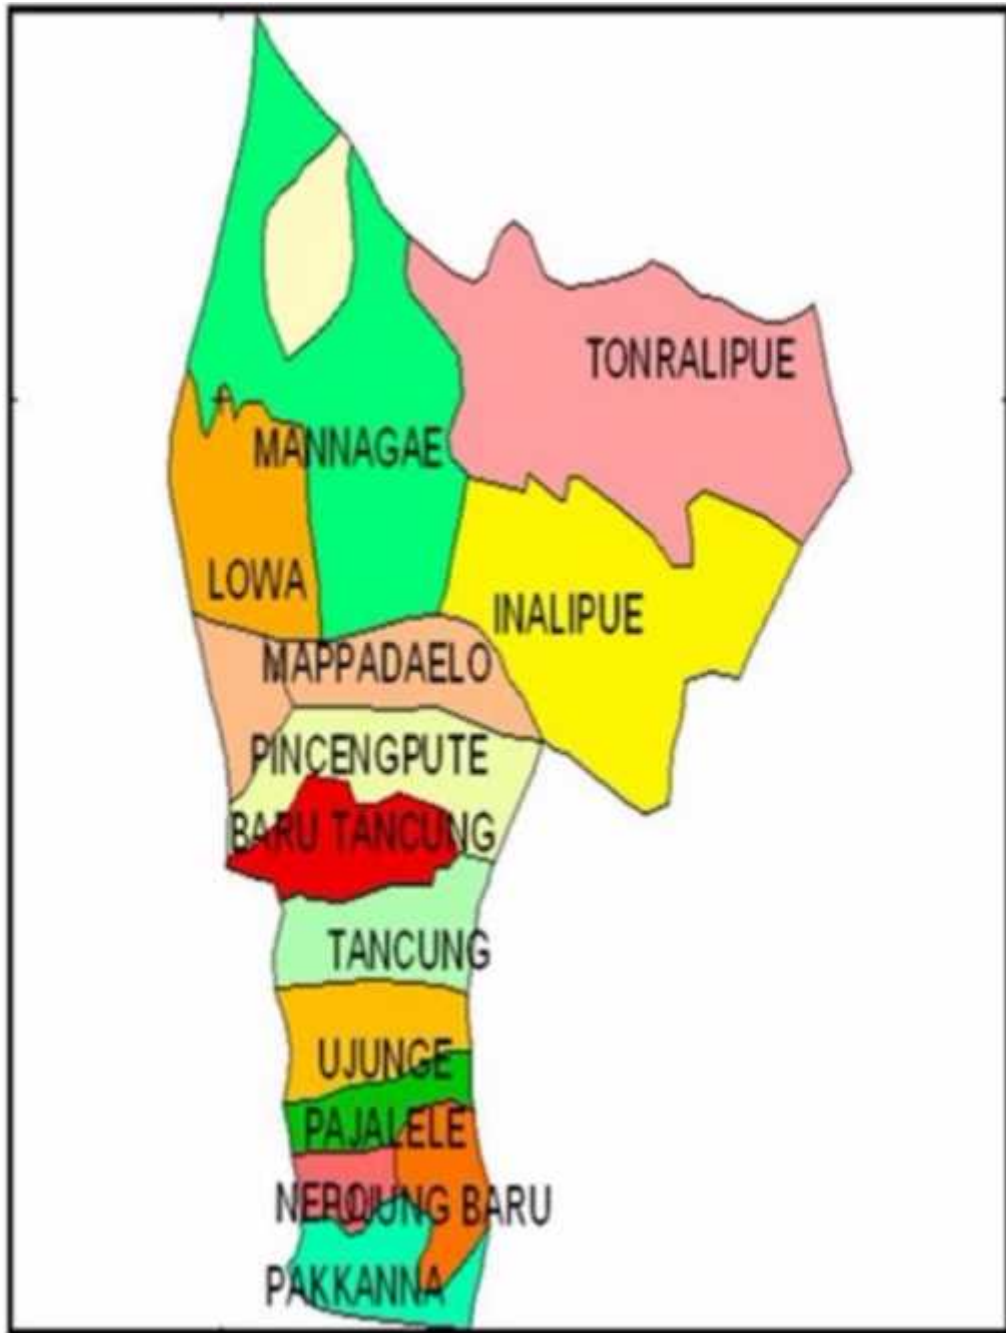 TONRALIPUE
MANNAGAE
LOWA
INALIPUE
MAPPADAELO
PINCENGPUTE
BARU TANCUNG
TANCUNG
UJUNGE
PAJALELE
BARU
PAKKANNA